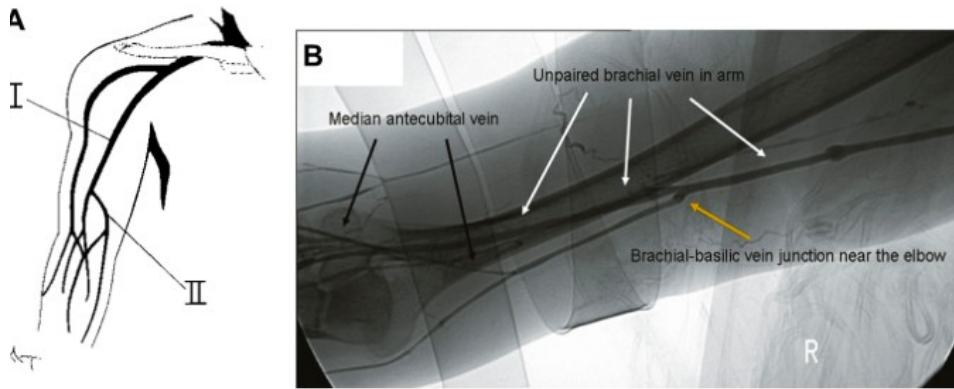 A
I
II
B
Unpaired brachial vein in arm
Median antecubital vein
Brachial-basilic vein junction near the elbow
R